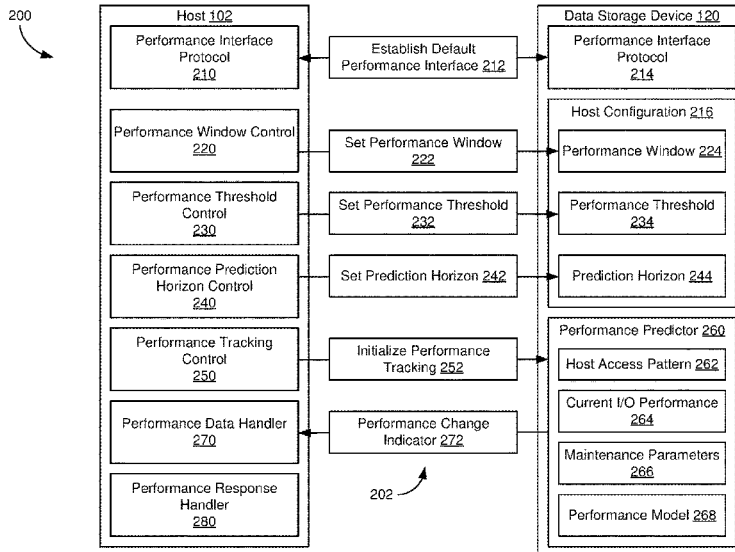 200
Host 102
Performance Interface
Protocol
210
Performance Window Control
220
Performance Threshold
Control
230
Performance Prediction
Horizon Control
240
Performance Tracking
Control
250
Performance Data Handler
270
Performance Response
Handler
280
Establish Default
Performance Interface 212
Set Performance Window
222
Set Performance Threshold
232
Set Prediction Horizon 242
Initialize Performance
Tracking 252
Performance Change
Indicator 272
202
Data Storage Device 120
Performance Interface
Protocol
214
Host Configuration 216
Performance Window 224
Performance Threshold
234
Prediction Horizon 244
Performance Predictor 260
Host Access Pattern 262
Current I/O Performance
264
Maintenance Parameters
266
Performance Model 268